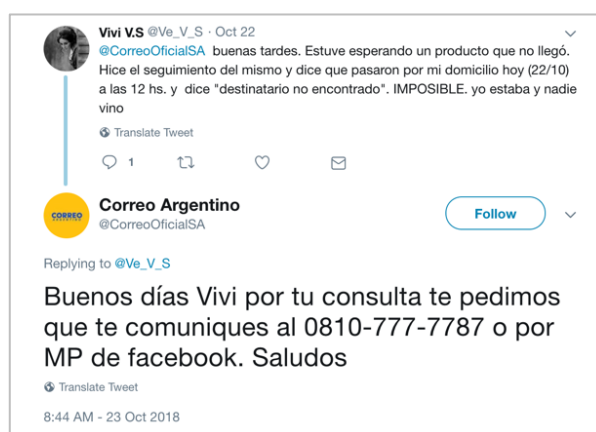 Vivi V.S @Ve_V_S · Oct 22
@CorreoOficialSA buenas tardes. Estuve esperando un producto que no llegó.
Hice el seguimiento del mismo y dice que pasaron por mi domicilio hoy (22/10)
a las 12 hs. y dice "destinatario no encontrado". IMPOSIBLE. yo estaba y nadie
vino
Translate Tweet
1
CORREO
ARGENTINO
Correo Argentino
@CorreoOficialSA
Follow
Replying to @Ve_V_S
Buenos días Vivi por tu consulta te pedimos
que te comuniques al 0810-777-7787 o por
MP de facebook. Saludos
Translate Tweet
8:44 AM - 23 Oct 2018